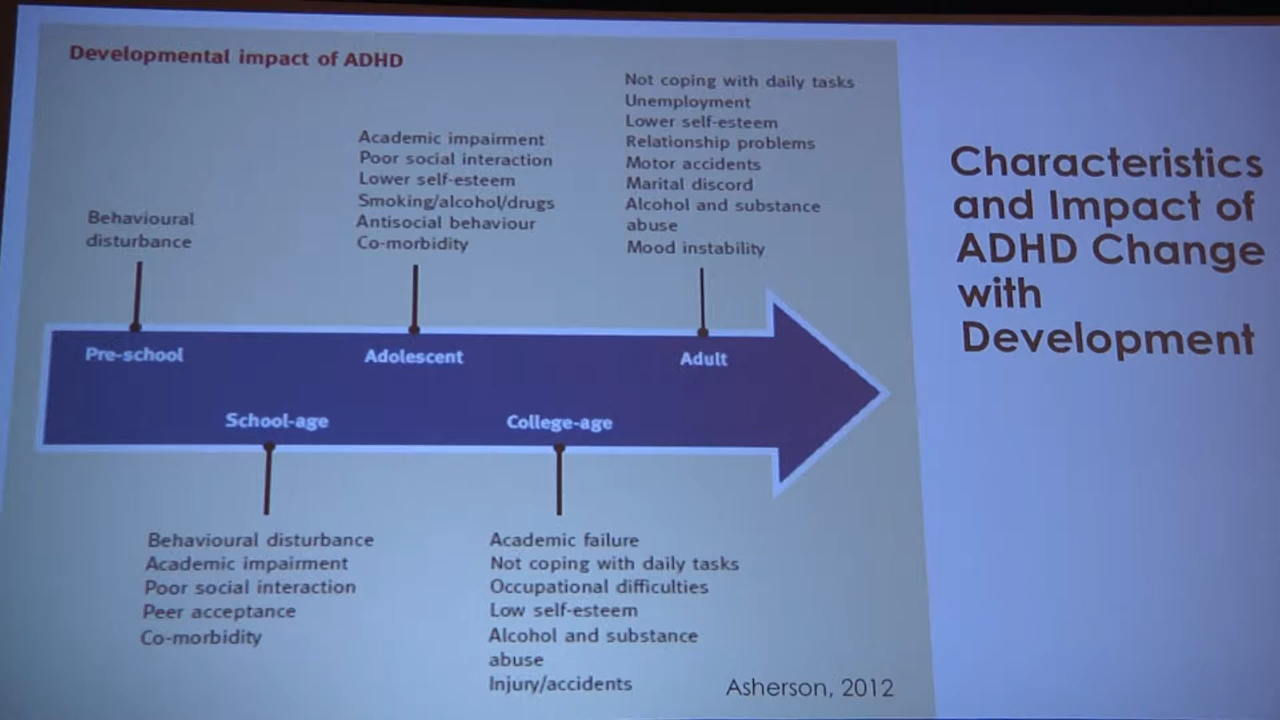 Developmental impact of ADHD
Behavioural
disturbance
Academic impairment
Poor social interaction
Lower self-esteem
Smoking/alcohol/drugs
Antisocial behaviour
Co-morbidity
Not coping with daily tasks
Unemployment
Lower self-esteem
Relationship problems
Motor accidents
Marital discord
Alcohol and substance
abuse
Mood instability
Pre-school
Adolescent
Adult
School-age
College-age
Behavioural disturbance
Academic impairment
Poor social interaction
Peer acceptance
Co-morbidity
Academic failure
Not coping with daily tasks
Occupational difficulties
Low self-esteem
Alcohol and substance
abuse
Injury/accidents
Asherson, 2012
Characteristics
and Impact of
ADHD Change
with
Development